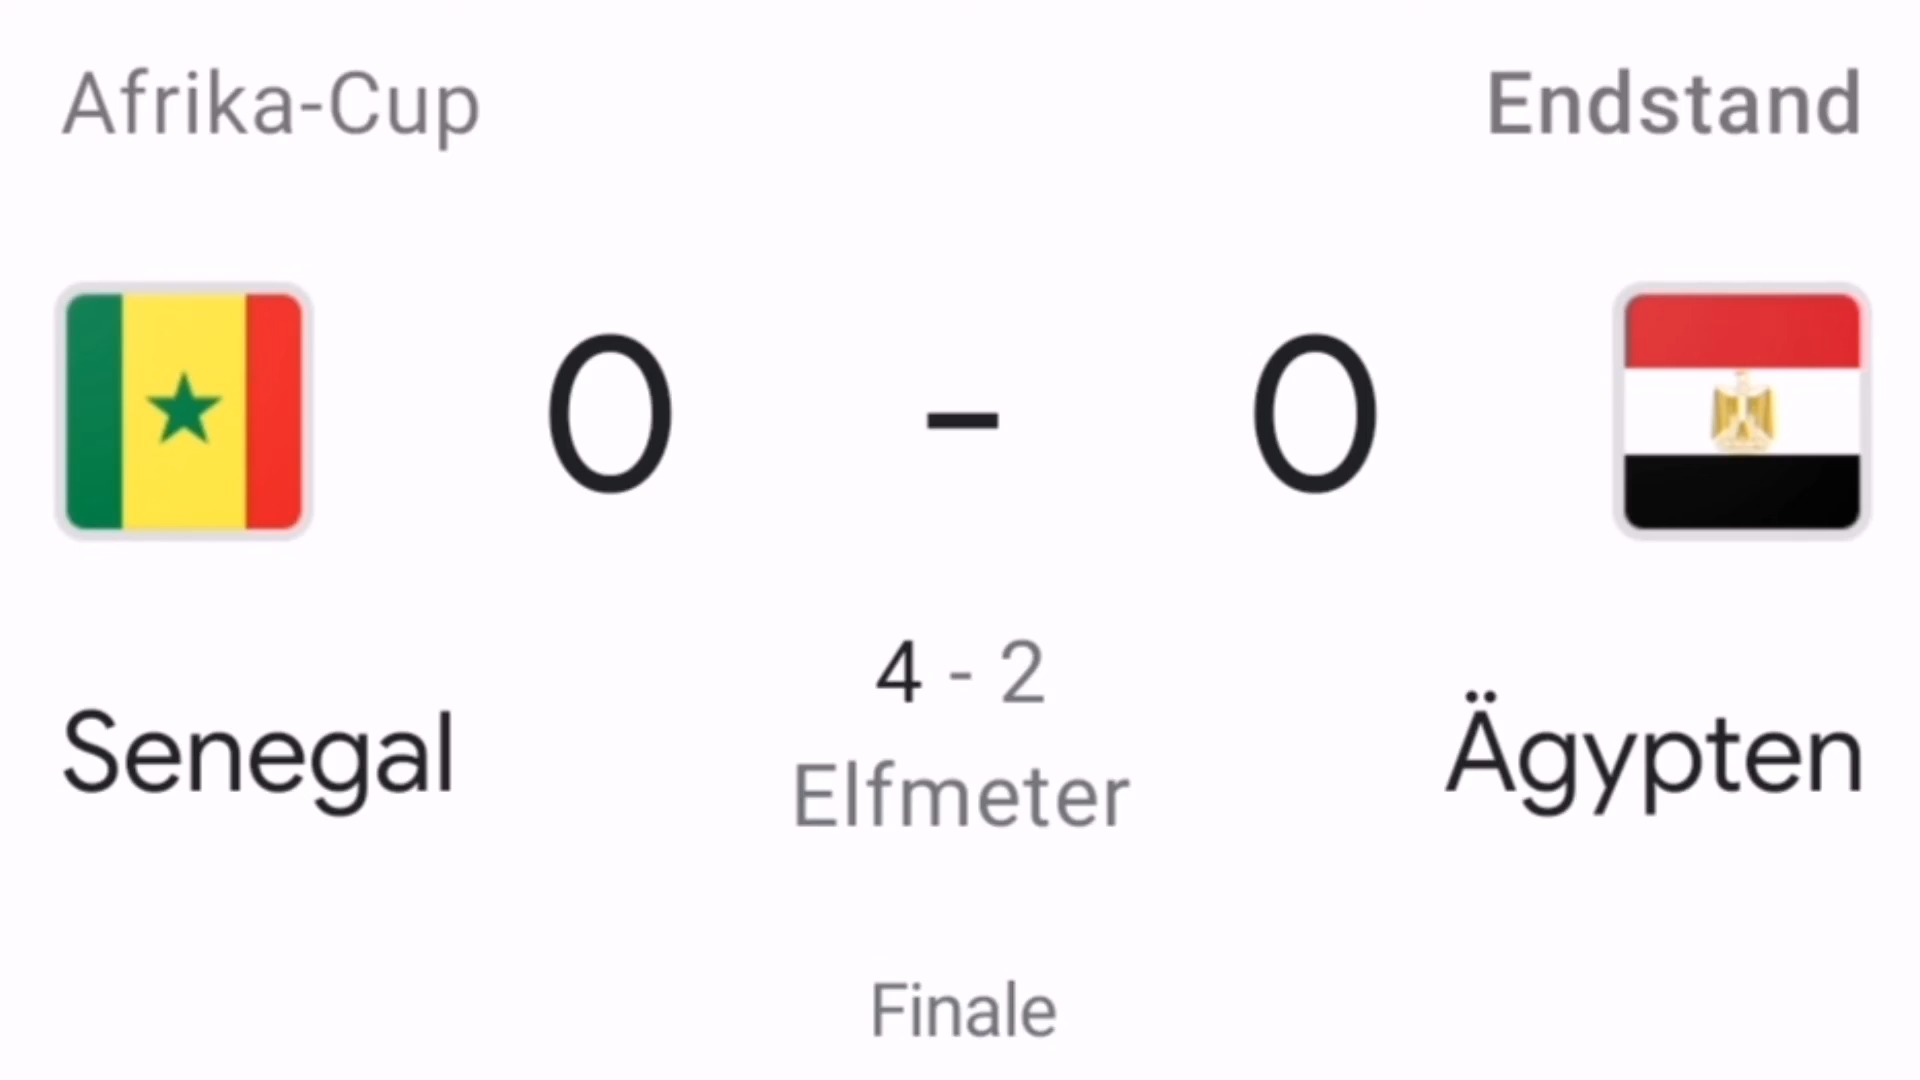 Afrika-Cup Endstand
0 - 0
4 - 2
Senegal Elfmeter Ägypten
Finale